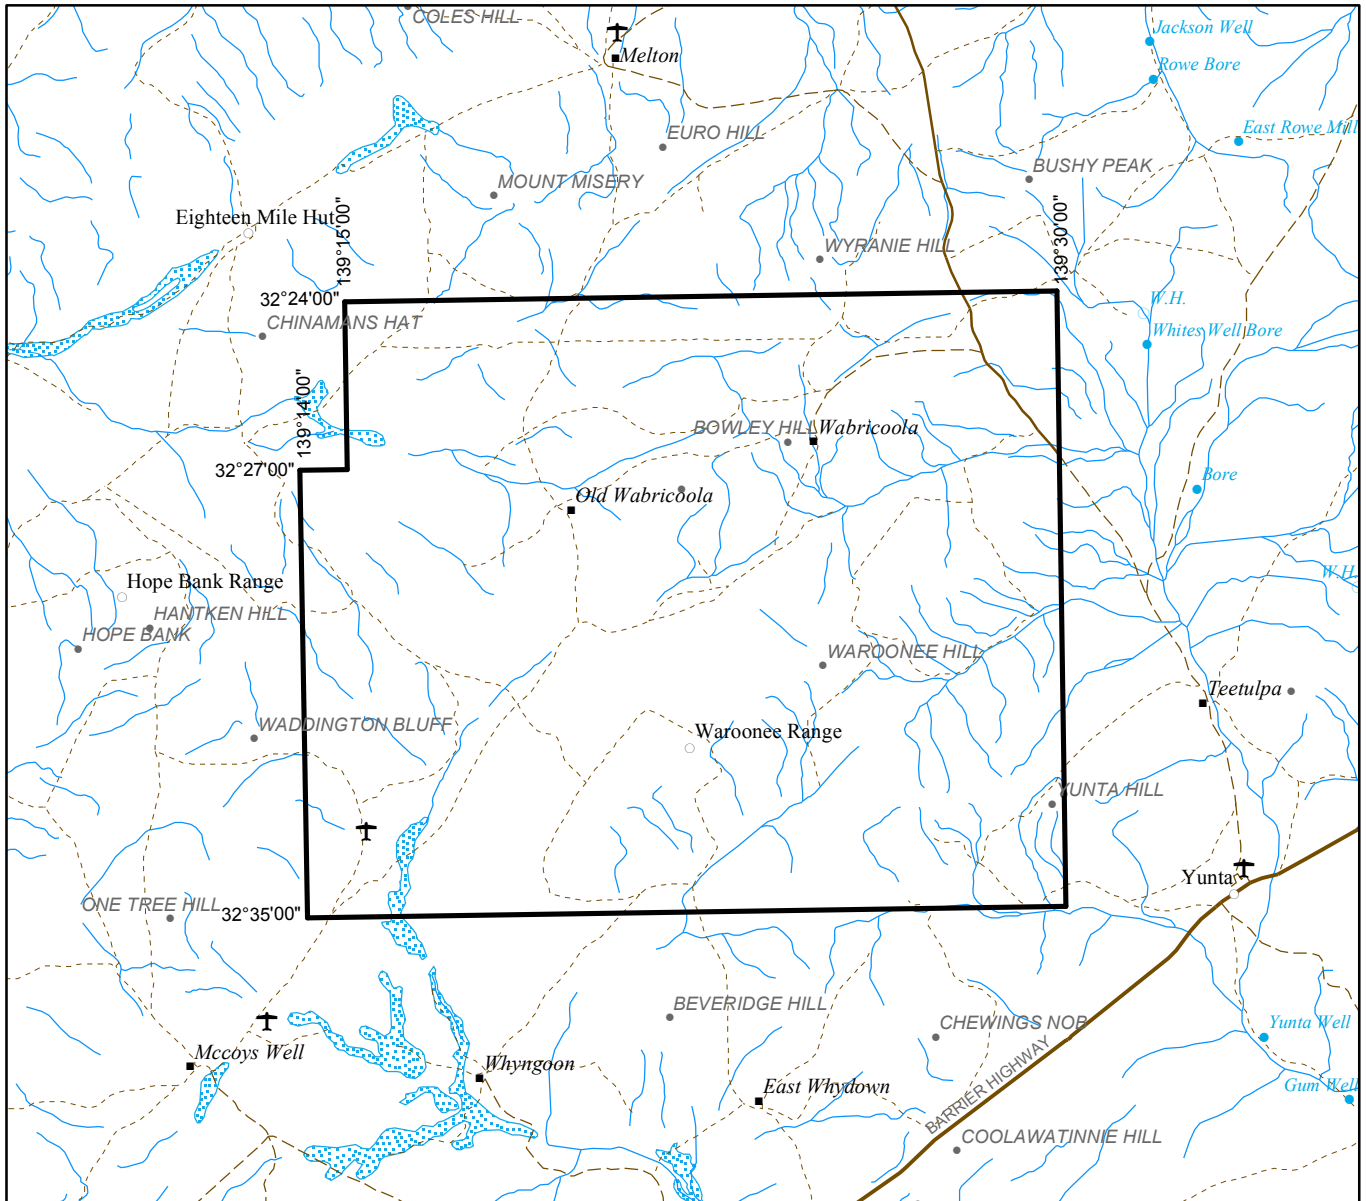 COLES HILL
Jackson Well
Melton
Rowe Bore
East Rowe Mill
EURO HILL
BUSHY PEAK
MOUNT MISERY
Eighteen Mile Hut
139°15'00"
139°30'00"
WYRANIE HILL
32°24'00"
W.H.
CHINAMANS HAT
Whites Well Bore
139°14'00"
BOWLEY HILL
Wabricoola
32°27'00"
Bore
Old Wabricoola
W.H.
Hope Bank Range
HANTKEN HILL
HOPE BANK
WAROONEE HILL
Teetulpa
WADDINGTON BLUFF
Waroonee Range
YUNTA HILL
Yunta
ONE TREE HILL
32°35'00"
BEVERIDGE HILL
CHEWINGS NOB
Yunta Well
Mccoys Well
Whyngoon
BARRIER HIGHWAY
East Whydown
Gum Well
COOLAWATINNIE HILL